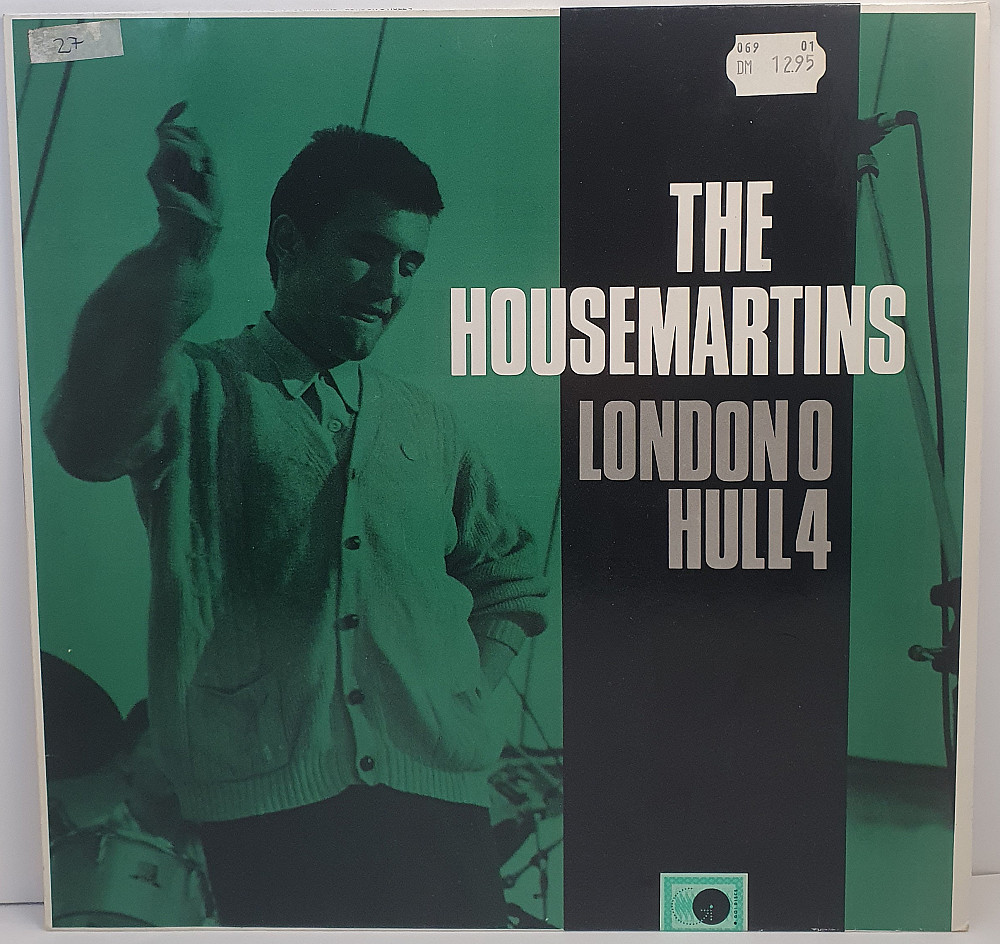 27
069 01
DM 12.95
THE
HOUSEMARTINS
LONDON 0
HULL 4